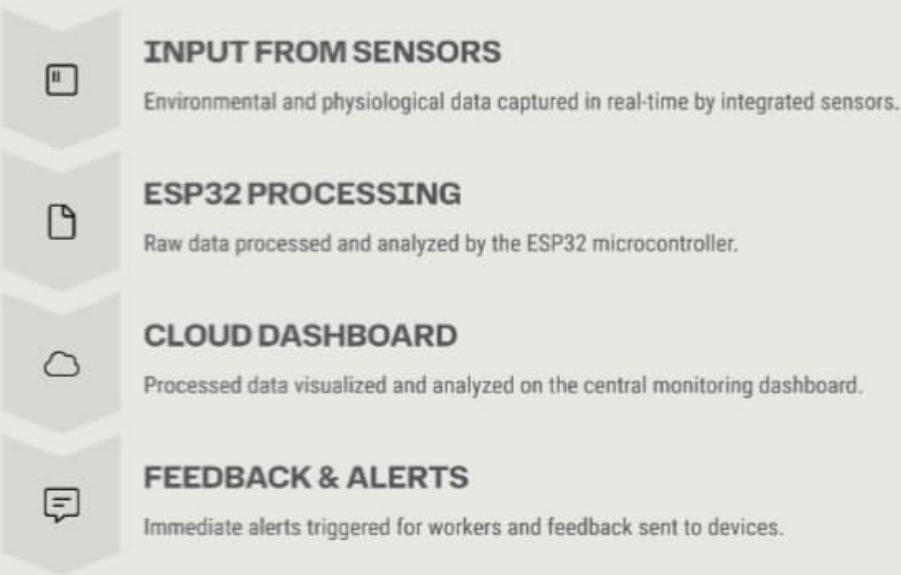 INPUT FROM SENSORS
Environmental and physiological data captured in real-time by integrated sensors.
ESP32 PROCESSING
Raw data processed and analyzed by the ESP32 microcontroller.
CLOUD DASHBOARD
Processed data visualized and analyzed on the central monitoring dashboard.
FEEDBACK & ALERTS
Immediate alerts triggered for workers and feedback sent to devices.